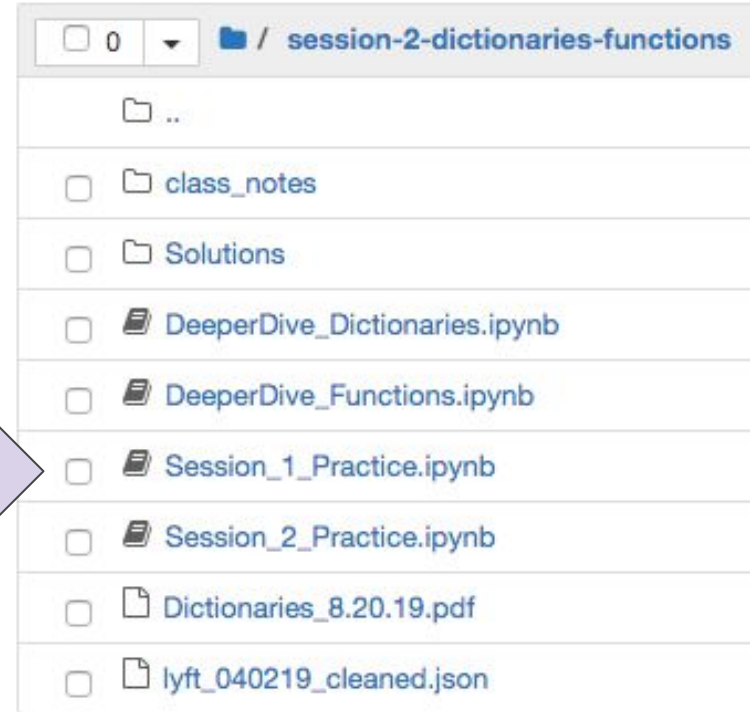 0 / session-2-dictionaries-functions
..
class_notes
Solutions
DeeperDive_Dictionaries.ipynb
DeeperDive_Functions.ipynb
Session_1_Practice.ipynb
Session_2_Practice.ipynb
Dictionaries_8.20.19.pdf
lyft_040219_cleaned.json